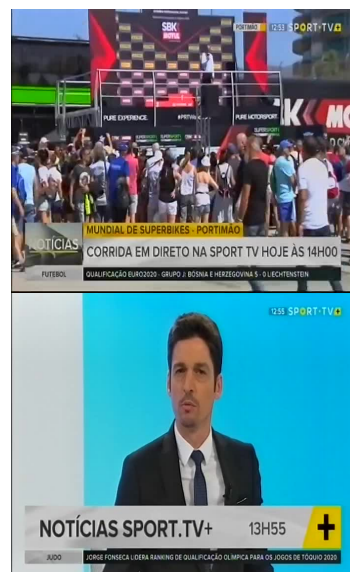 SBK
MOTUL
PORTIMÃO
12:53 SPORT•TV+
PURE EXPERIENCE.
#PRTWorldSBK
PURE MOTORSPORT.
NOTÍCIAS
MUNDIAL DE SUPERBIKES - PORTIMÃO
CORRIDA EM DIRETO NA SPORT TV HOJE ÀS 14H00
FUTEBOL
QUALIFICAÇÃO EURO2020 - GRUPO J: BÓSNIA E HERZEGOVINA 5 - 0 LIECHTENSTEIN
12:55 SPORT•TV+
NOTÍCIAS SPORT.TV+ 13H55 +
JUDO
JORGE FONSECA LIDERA RANKING DE QUALIFICAÇÃO OLÍMPICA PARA OS JOGOS DE TÓQUIO 2020